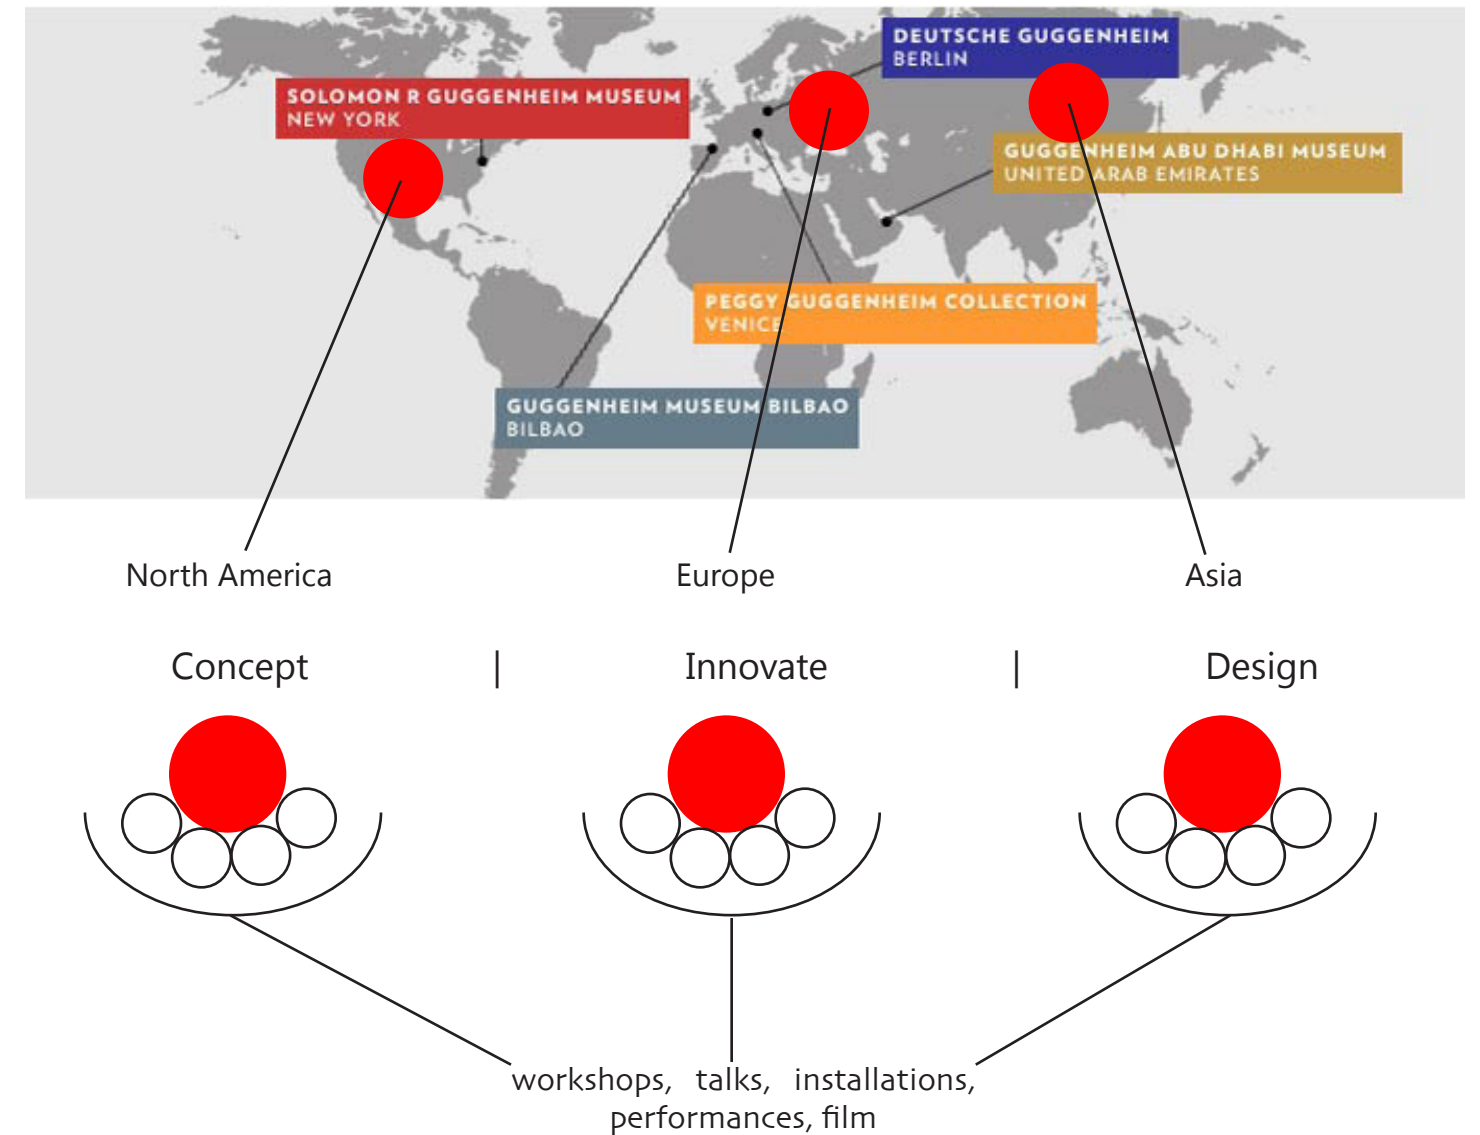 DEUTSCHE GUGGENHEIM
BERLIN
SOLOMON R GUGGENHEIM MUSEUM
NEW YORK
GUGGENHEIM ABU DHABI MUSEUM
UNITED ARAB EMIRATES
PEGGY GUGGENHEIM COLLECTION
VENICE
GUGGENHEIM MUSEUM BILBAO
BILBAO
North America
Europe
Asia
Concept | Innovate | Design
workshops, talks, installations,
performances, film